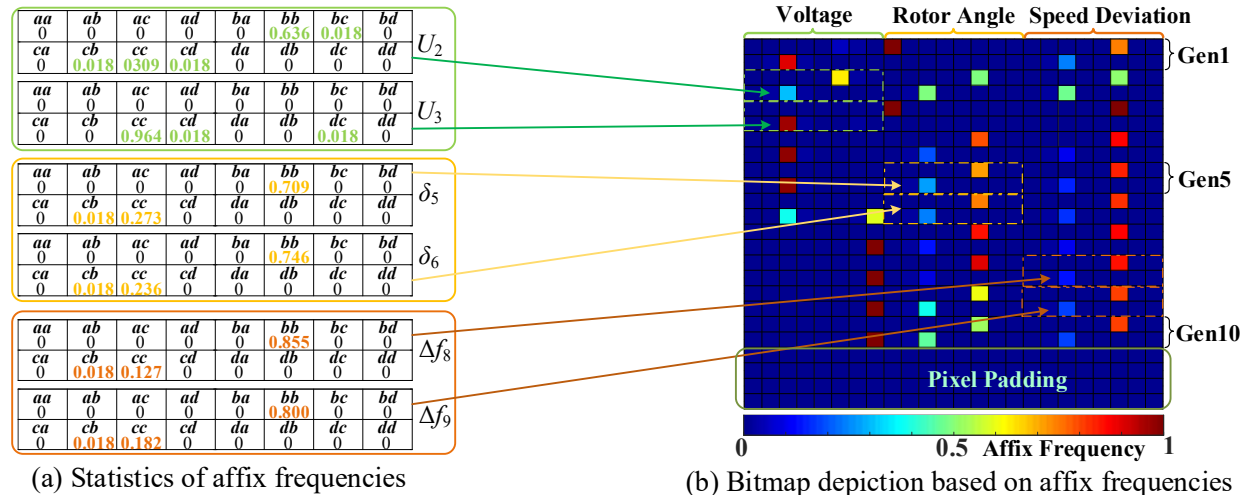 aa ab ac ad ba bb bc bd
0 0 0 0 0 0.636 0.018 0
ca cb cc cd da db dc dd
0 0.018 0309 0.018 0 0 0 0
U2
aa ab ac ad ba bb bc bd
0 0 0 0 0 0 0 0
ca cb cc cd da db dc dd
0 0 0.964 0.018 0 0 0.018 0
U3
aa ab ac ad ba bb bc bd
0 0 0 0 0 0.709 0 0
ca cb cc cd da db dc dd
0 0.018 0.273 0 0 0 0 0
δ5
aa ab ac ad ba bb bc bd
0 0 0 0 0 0.746 0 0
ca cb cc cd da db dc dd
0 0.018 0.236 0 0 0 0 0
δ6
aa ab ac ad ba bb bc bd
0 0 0 0 0 0.855 0 0
ca cb cc cd da db dc dd
0 0.018 0.127 0 0 0 0 0
Δf8
aa ab ac ad ba bb bc bd
0 0 0 0 0 0.800 0 0
ca cb cc cd da db dc dd
0 0.018 0.182 0 0 0 0 0
Δf9
(a) Statistics of affix frequencies
Voltage Rotor Angle Speed Deviation
Gen1
Gen5
Gen10
Pixel Padding
0 0.5 Affix Frequency 1
(b) Bitmap depiction based on affix frequencies